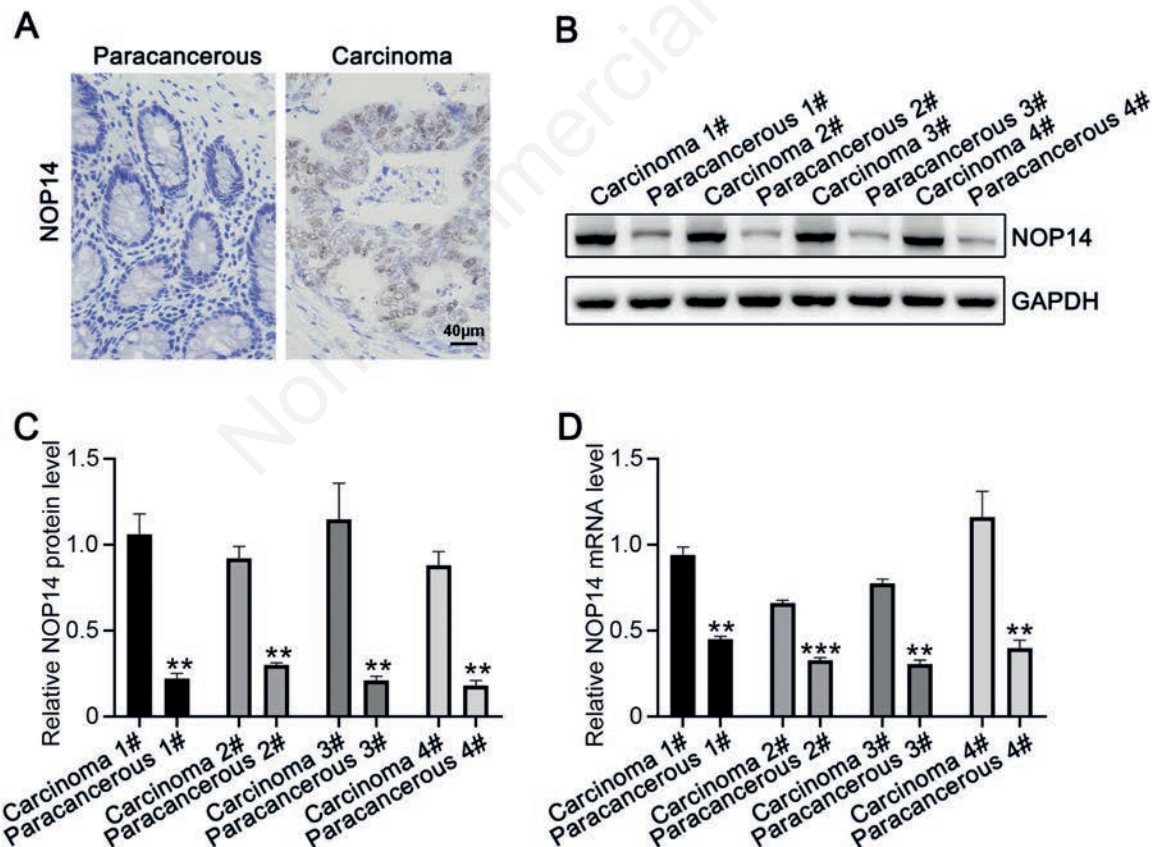 A
Paracancerous Carcinoma
NOP14
40μm
B
Carcinoma 1#
Paracancerous 1#
Carcinoma 2#
Paracancerous 2#
Carcinoma 3#
Paracancerous 3#
Carcinoma 4#
Paracancerous 4#
NOP14
GAPDH
C
Relative NOP14 protein level
1.5
1.0
0.5
0
**
**
**
**
Carcinoma 1#
Paracancerous 1#
Carcinoma 2#
Paracancerous 2#
Carcinoma 3#
Paracancerous 3#
Carcinoma 4#
Paracancerous 4#
D
Relative NOP14 mRNA level
1.5
1.0
0.5
0
**
***
**
**
Carcinoma 1#
Paracancerous 1#
Carcinoma 2#
Paracancerous 2#
Carcinoma 3#
Paracancerous 3#
Carcinoma 4#
Paracancerous 4#